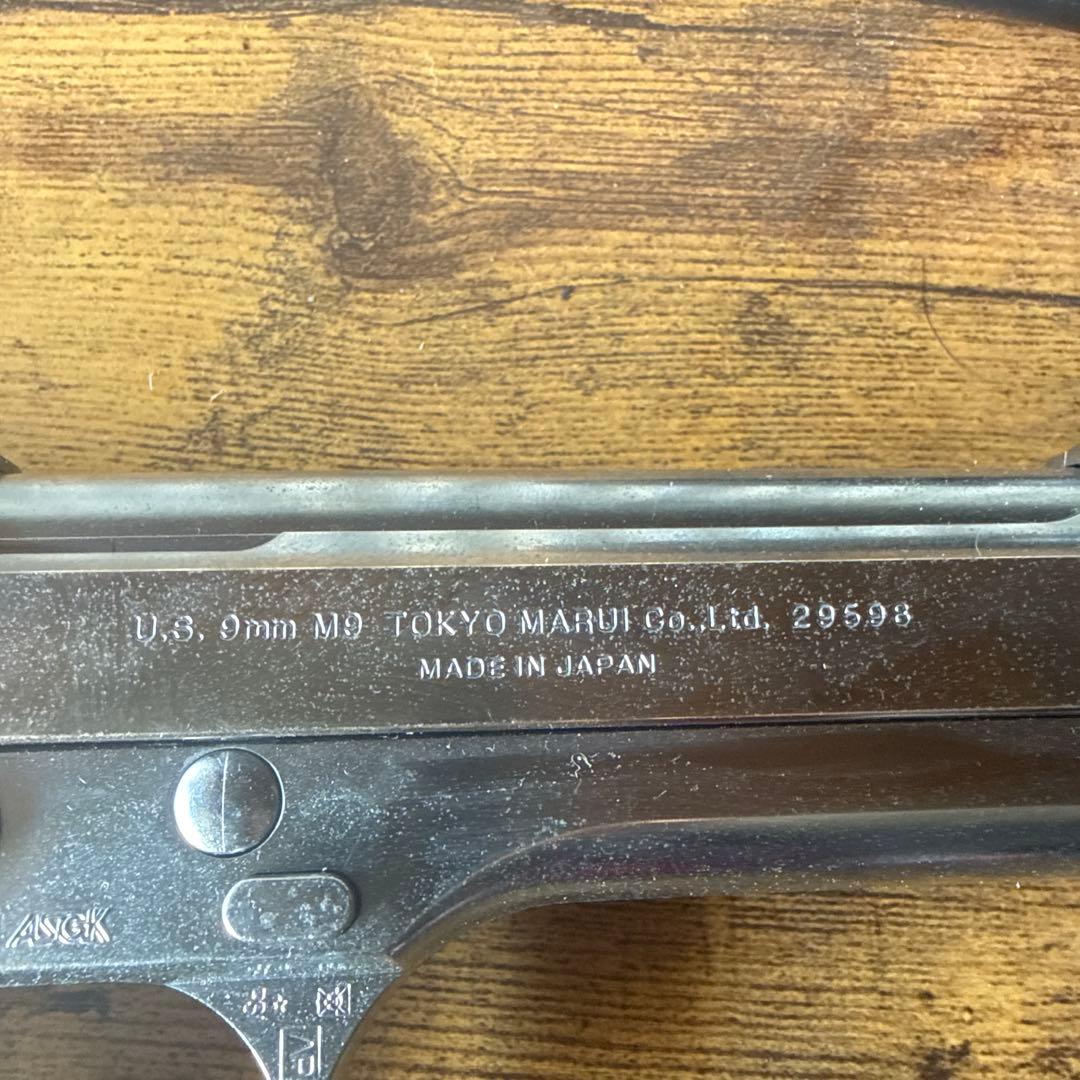 U.S. 9mm M9 TOKYO MARUI Co.,Ltd. 29598
MADE IN JAPAN
ASGK